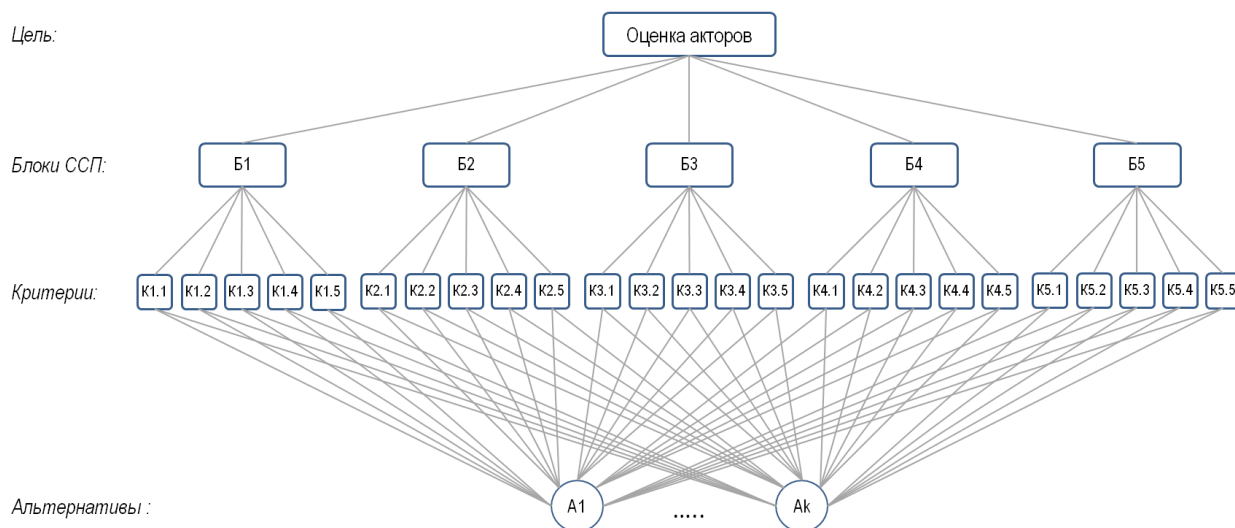 Цель:
Оценка акторов
Блоки ССП:
Б1
Б2
Б3
Б4
Б5
Критерии:
К1.1
К1.2
К1.3
К1.4
К1.5
К2.1
К2.2
К2.3
К2.4
К2.5
К3.1
К3.2
К3.3
К3.4
К3.5
К4.1
К4.2
К4.3
К4.4
К4.5
К5.1
К5.2
К5.3
К5.4
К5.5
Альтернативы :
А1
.....
Аk